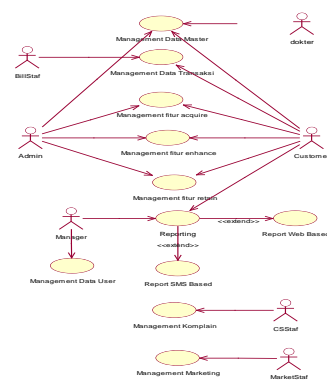 Management Data Master
dokter
BillStaf
Management Data Transaksi
Management fitur acquire
Admin
Custome
Management fitur enhance
Management fitur retain
Manager
Reporting
<<extend>>
Report Web Based
<<extend>>
Management Data User
Report SMS Based
CSStaf
Management Komplain
Management Marketing
MarketStaf